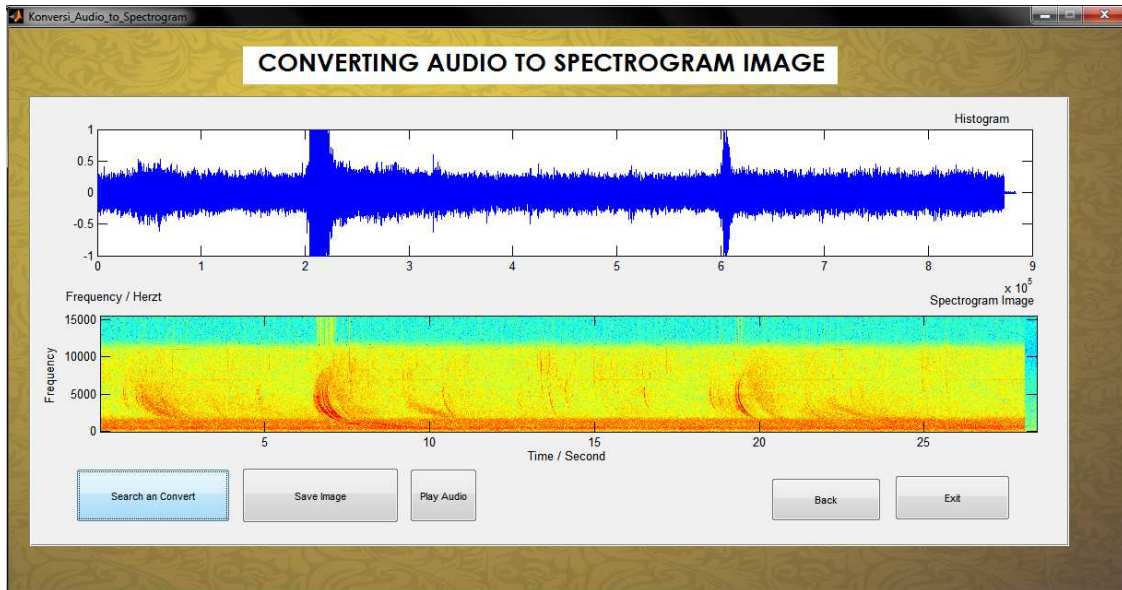 Konversi_Audio_to_Spectrogram
CONVERTING AUDIO TO SPECTROGRAM IMAGE
Histogram
1
0.5
0
-0.5
-1
0 1 2 3 4 5 6 7 8 9
x 10^5
Frequency / Herzt
Spectrogram Image
15000
10000
5000
0
Frequency
5 10 15 20 25
Time / Second
Search an Convert
Save Image
Play Audio
Back
Exit